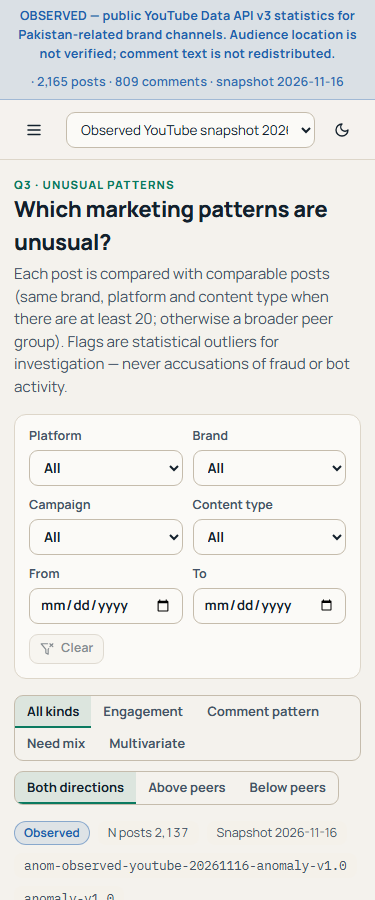 OBSERVED — public YouTube Data API v3 statistics for
Pakistan-related brand channels. Audience location is
not verified; comment text is not redistributed.
· 2,165 posts · 809 comments · snapshot 2026-11-16
Observed YouTube snapshot 2026
Q3 · UNUSUAL PATTERNS
Which marketing patterns are
unusual?
Each post is compared with comparable posts
(same brand, platform and content type when
there are at least 20; otherwise a broader peer
group). Flags are statistical outliers for
investigation — never accusations of fraud or bot
activity.
Platform Brand
All All
Campaign Content type
All All
From To
mm/dd/yyyy mm/dd/yyyy
Clear
All kinds Engagement Comment pattern
Need mix Multivariate
Both directions Above peers Below peers
Observed N posts 2,137 Snapshot 2026-11-16
anom-observed-youtube-20261116-anomaly-v1.0
anomaly-v1.0